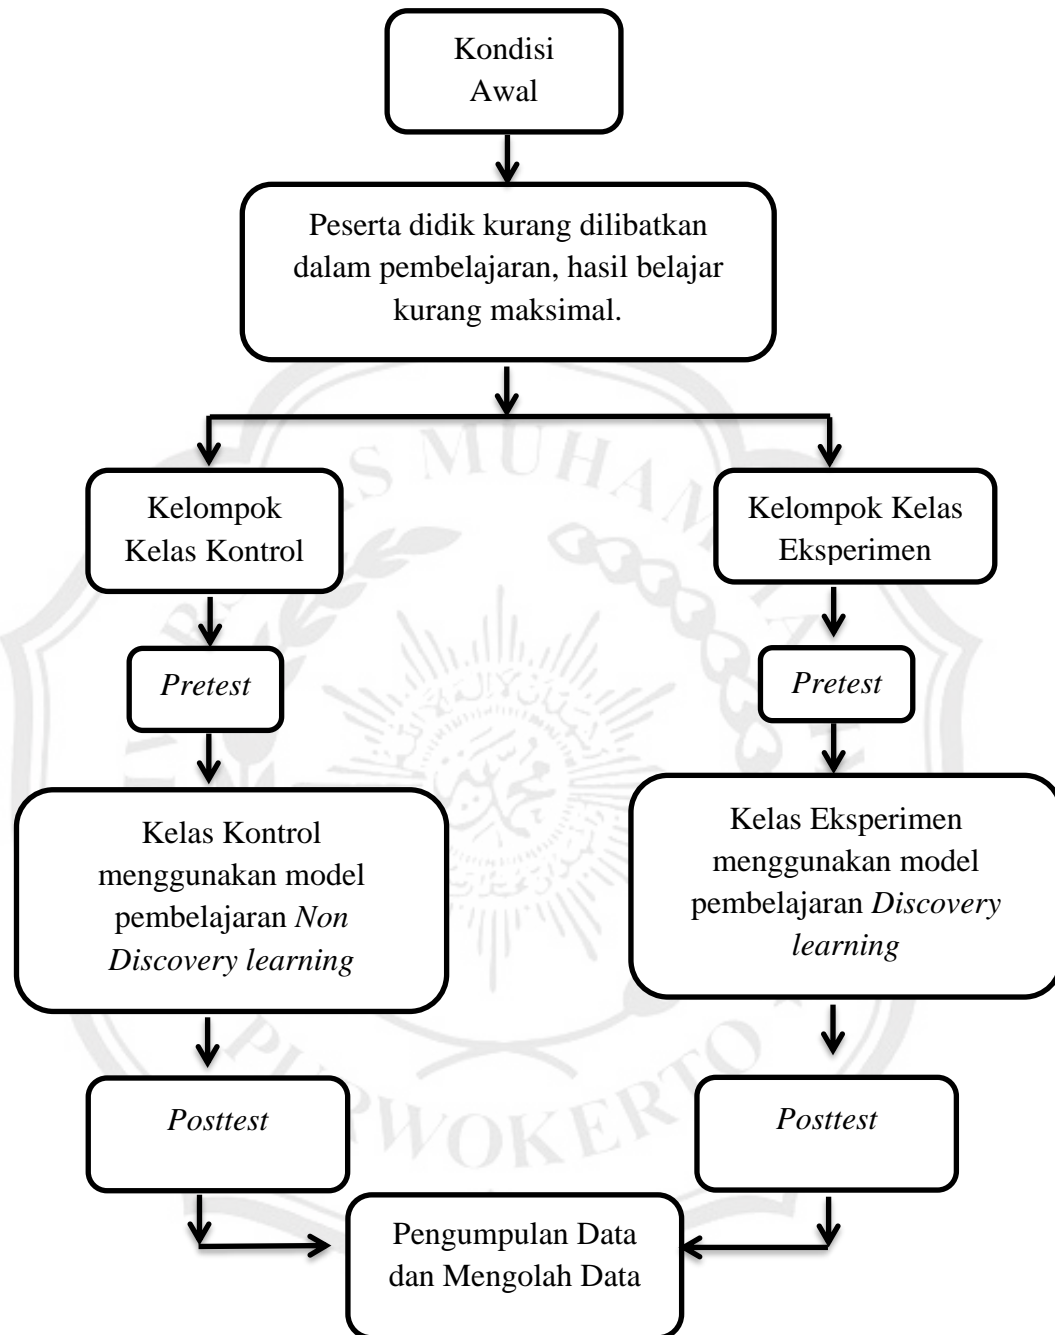 Kondisi
Awal
Peserta didik kurang dilibatkan
dalam pembelajaran, hasil belajar
kurang maksimal.
Kelompok
Kelas Kontrol
Kelompok Kelas
Eksperimen
Pretest
Pretest
Kelas Kontrol
menggunakan model
pembelajaran Non
Discovery learning
Kelas Eksperimen
menggunakan model
pembelajaran Discovery
learning
Posttest
Posttest
Pengumpulan Data
dan Mengolah Data
MUHAM
PURWOKERTO